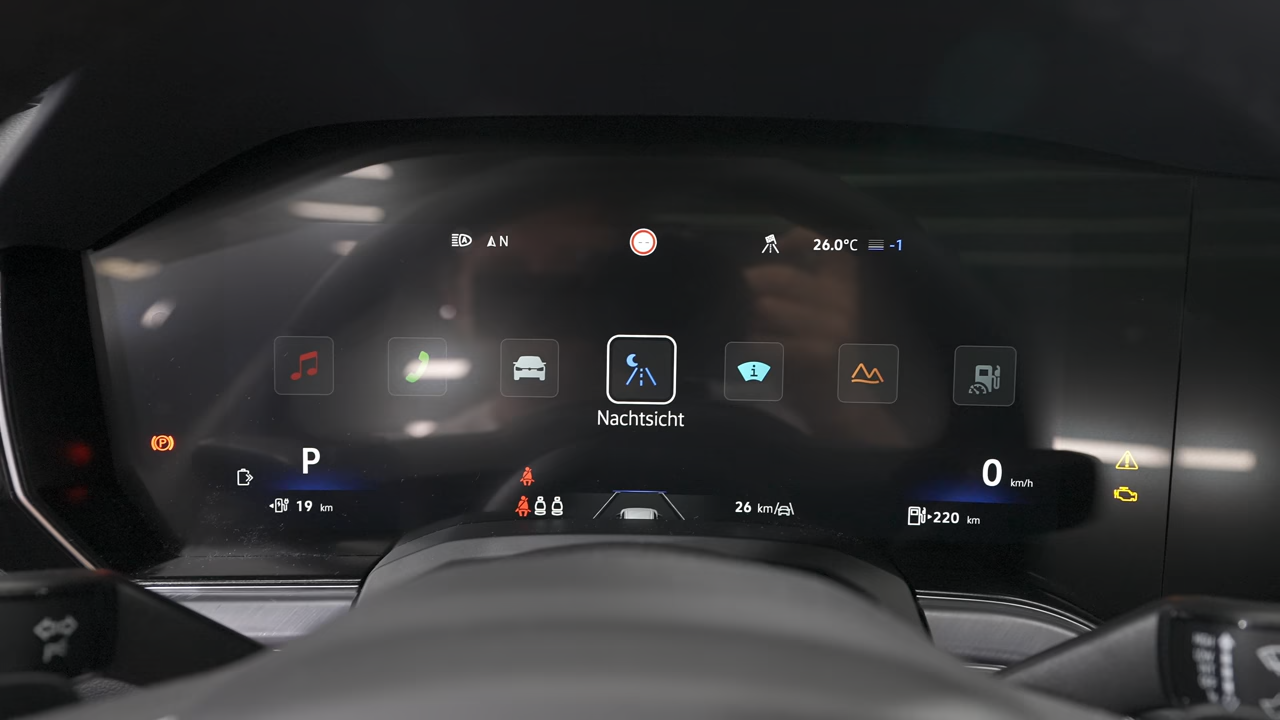 N
--
26.0°C
-1
i
Nachtsicht
P
P
0 km/h
19 km
26 km/
220 km